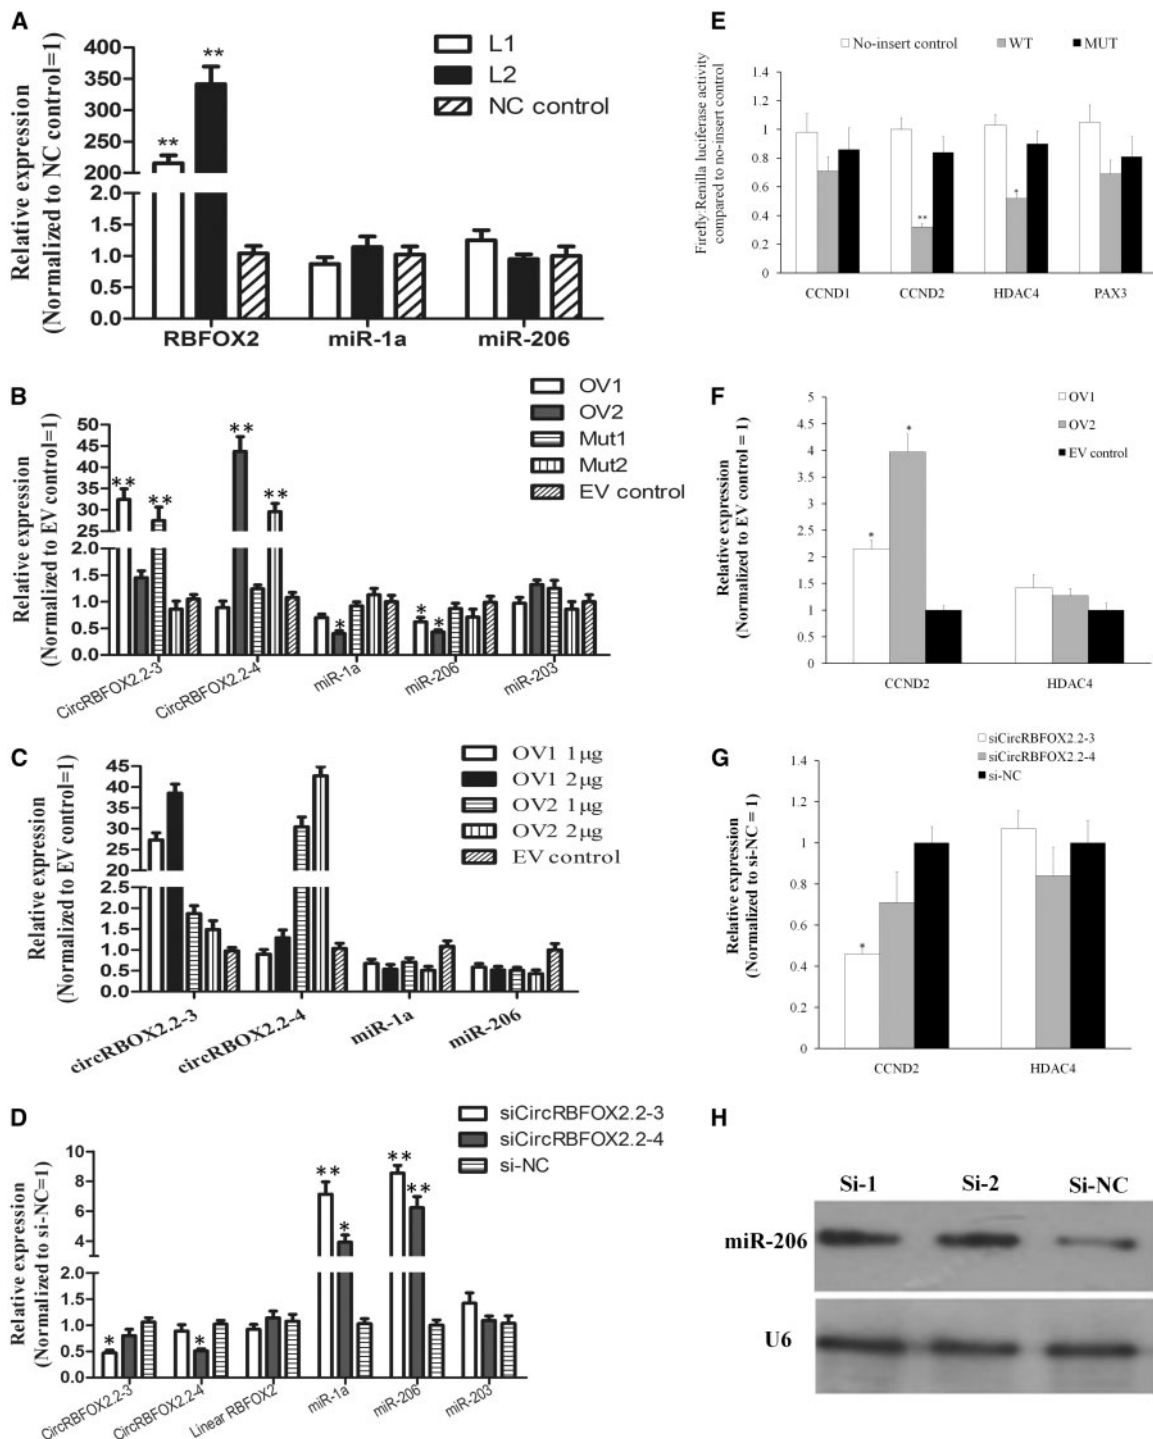 A
Relative expression
(Normalized to NC control=1)
400
350
300
250
200
2.0
1.5
1.0
0.5
0.0
**
**
L1
L2
NC control
RBFOX2
miR-1a
miR-206
B
Relative expression
(Normalized to EV control=1)
50
45
40
35
30
25
2.0
1.5
1.0
0.5
0.0
**
**
**
**
*
*
*
OV1
OV2
Mut1
Mut2
EV control
CircRBFOX2.2-3
CircRBFOX2.2-4
miR-1a
miR-206
miR-203
C
Relative expression
(Normalized to EV control=1)
45
40
35
30
25
20
2.5
2.0
1.5
1.0
0.5
0.0
OV1 1µg
OV1 2µg
OV2 1µg
OV2 2µg
EV control
circRBOX2.2-3
circRBOX2.2-4
miR-1a
miR-206
D
Relative expression
(Normalized to si-NC=1)
10
8
6
4
2.0
1.5
1.0
0.5
0.0
*
*
**
*
**
**
siCircRBFOX2.2-3
siCircRBFOX2.2-4
si-NC
CircRBFOX2.2-3
CircRBFOX2.2-4
Linear RBFOX2
miR-1a
miR-206
miR-203
E
No-insert control
WT
MUT
Firefly:Renilla luciferase activity
compared to no-insert control
1.4
1.2
1
0.8
0.6
0.4
0.2
0
**
*
CCND1
CCND2
HDAC4
PAX3
F
Relative expression
(Normalized to EV control = 1)
5
4.5
4
3.5
3
2.5
2
1.5
1
0.5
0
*
*
OV1
OV2
EV control
CCND2
HDAC4
G
Relative expression
(Normalized to si-NC = 1)
1.4
1.2
1
0.8
0.6
0.4
0.2
0
*
siCircRBFOX2.2-3
siCircRBFOX2.2-4
si-NC
CCND2
HDAC4
H
Si-1
Si-2
Si-NC
miR-206
U6